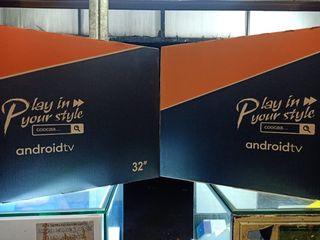 Play in
your style
COOCAA...
androidtv
32"
Play in
your style
COOCAA...
androidtv